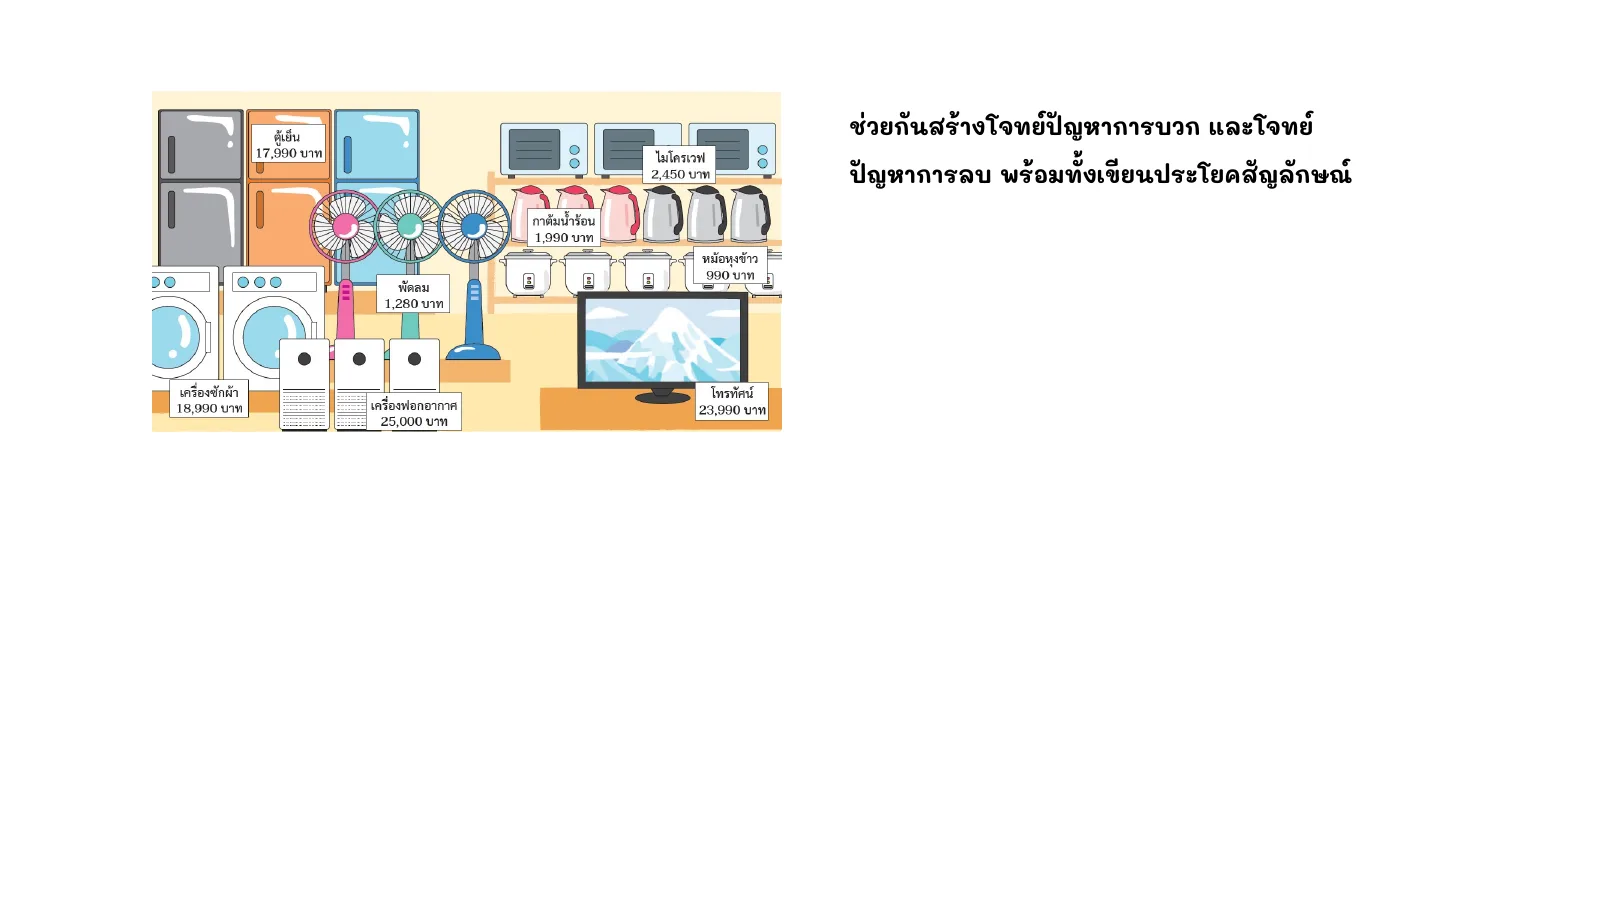 ช่วยกันสร้างโจทย์ปัญหาการบวก และโจทย์
ปัญหาการลบ พร้อมทั้งเขียนประโยคสัญลักษณ์
ตู้เย็น
17,990 บาท
ไมโครเวฟ
2,450 บาท
กาต้มน้ำร้อน
1,990 บาท
หม้อหุงข้าว
990 บาท
พัดลม
1,280 บาท
เครื่องซักผ้า
18,990 บาท
เครื่องฟอกอากาศ
25,000 บาท
โทรทัศน์
23,990 บาท